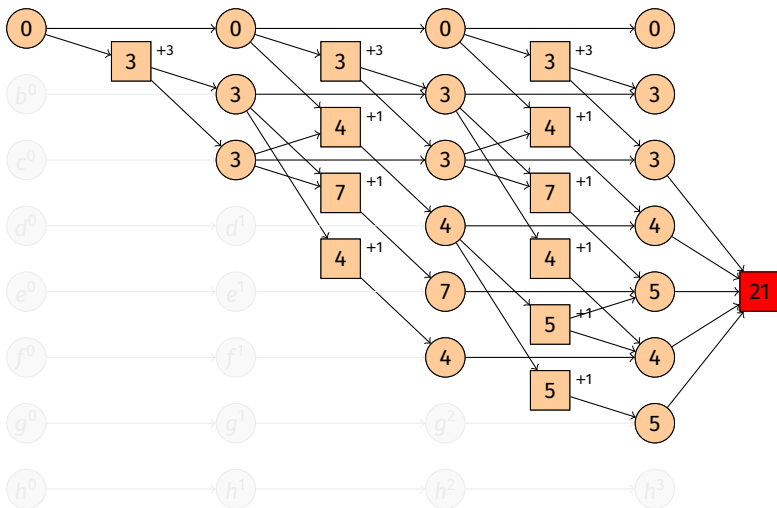 0 0 0 0
3 +3 3 +3 3 +3
b⁰ 3 3 3
4 +1 4 +1
c⁰ 3 3 3
7 +1 7 +1
d⁰ d¹ 4 4
4 +1 4 +1
e⁰ e¹ 7 5 21
5 +1
f⁰ f¹ 4 4
5 +1
g⁰ g¹ g² 5
h⁰ h¹ h² h³